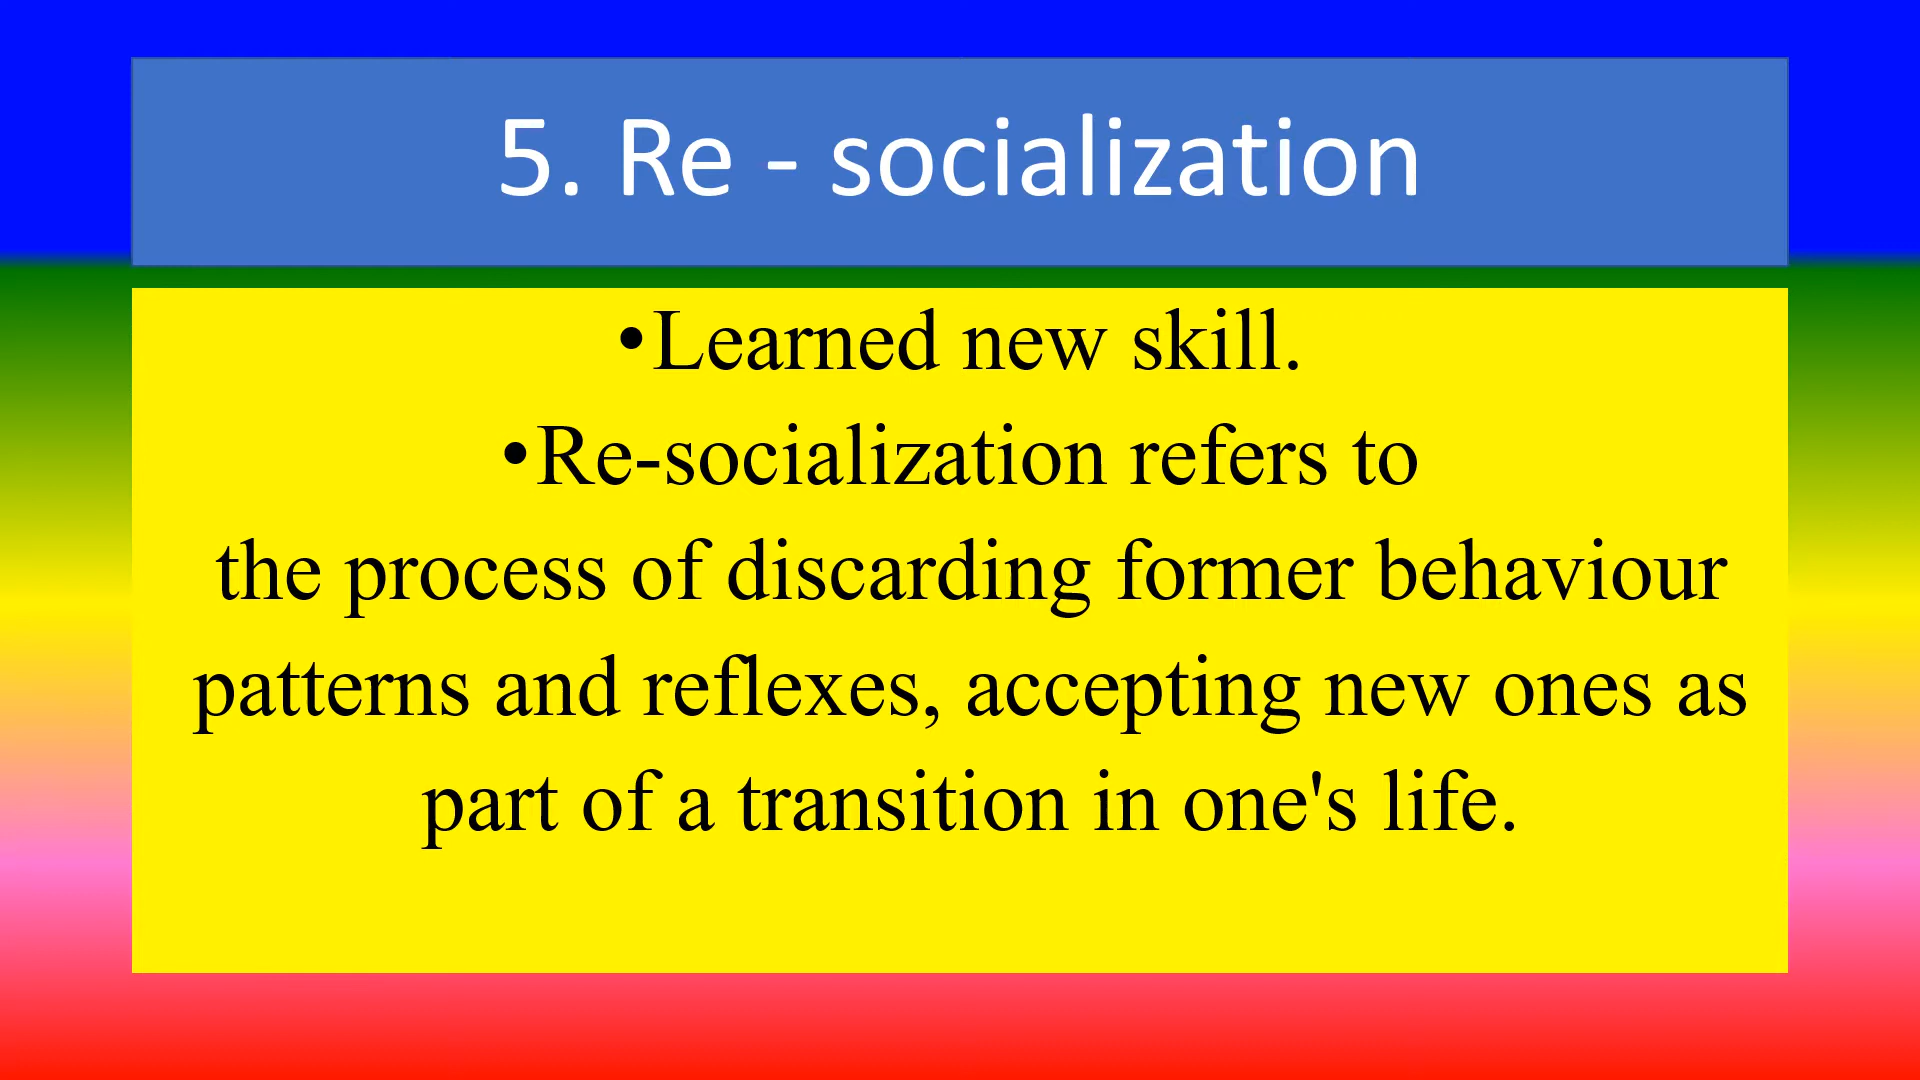 5. Re - socialization
•Learned new skill.
•Re-socialization refers to
the process of discarding former behaviour
patterns and reflexes, accepting new ones as
part of a transition in one's life.